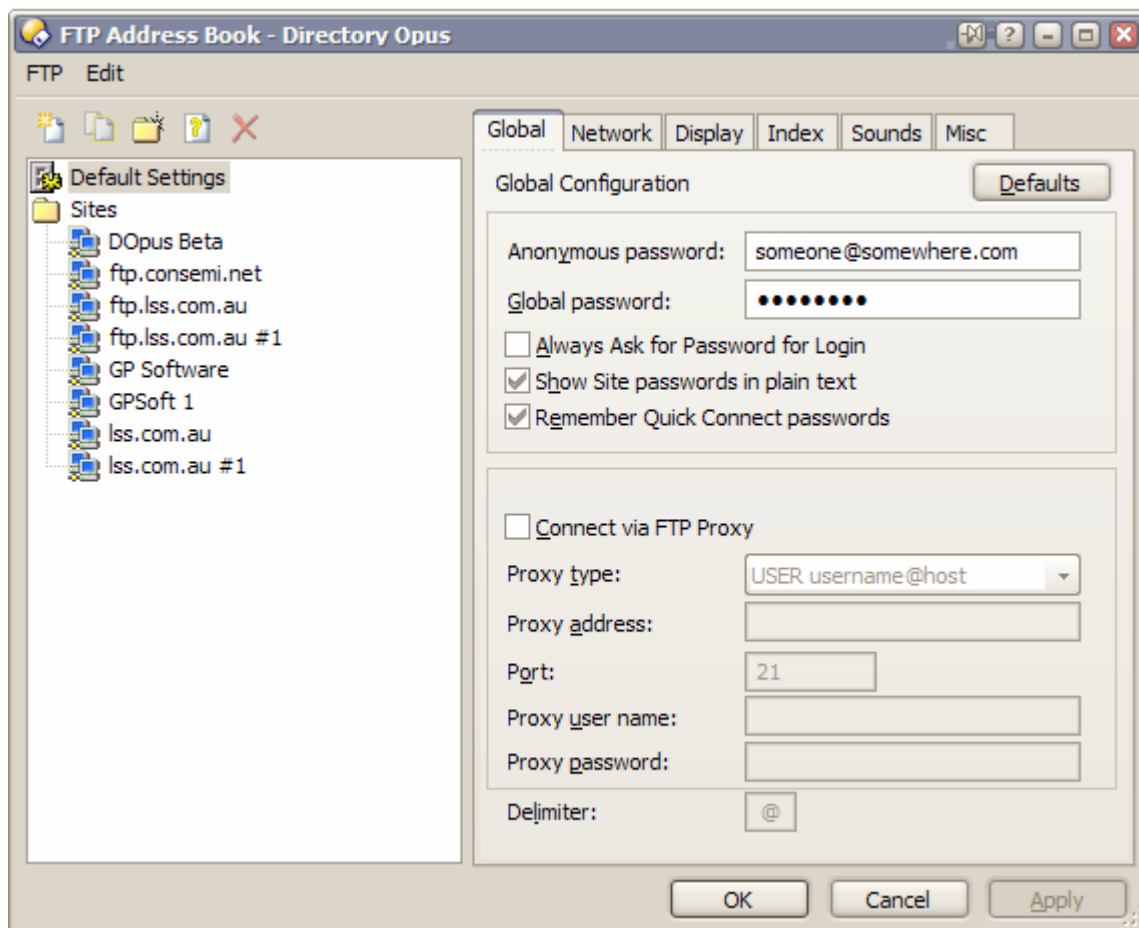 FTP Address Book - Directory Opus
FTP Edit
Default Settings
Sites
DOpus Beta
ftp.consemi.net
ftp.lss.com.au
ftp.lss.com.au #1
GP Software
GPSoft 1
lss.com.au
lss.com.au #1
Global Network Display Index Sounds Misc
Global Configuration Defaults
Anonymous password: someone@somewhere.com
Global password: ●●●●●●●●
Always Ask for Password for Login
Show Site passwords in plain text
Remember Quick Connect passwords
Connect via FTP Proxy
Proxy type: USER username@host
Proxy address:
Port: 21
Proxy user name:
Proxy password:
Delimiter: @
OK Cancel Apply